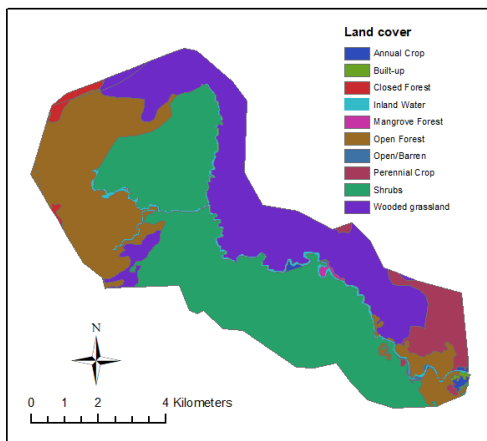 Land cover
Annual Crop
Built-up
Closed Forest
Inland Water
Mangrove Forest
Open Forest
Open/Barren
Perennial Crop
Shrubs
Wooded grassland
N
0 1 2 4 Kilometers